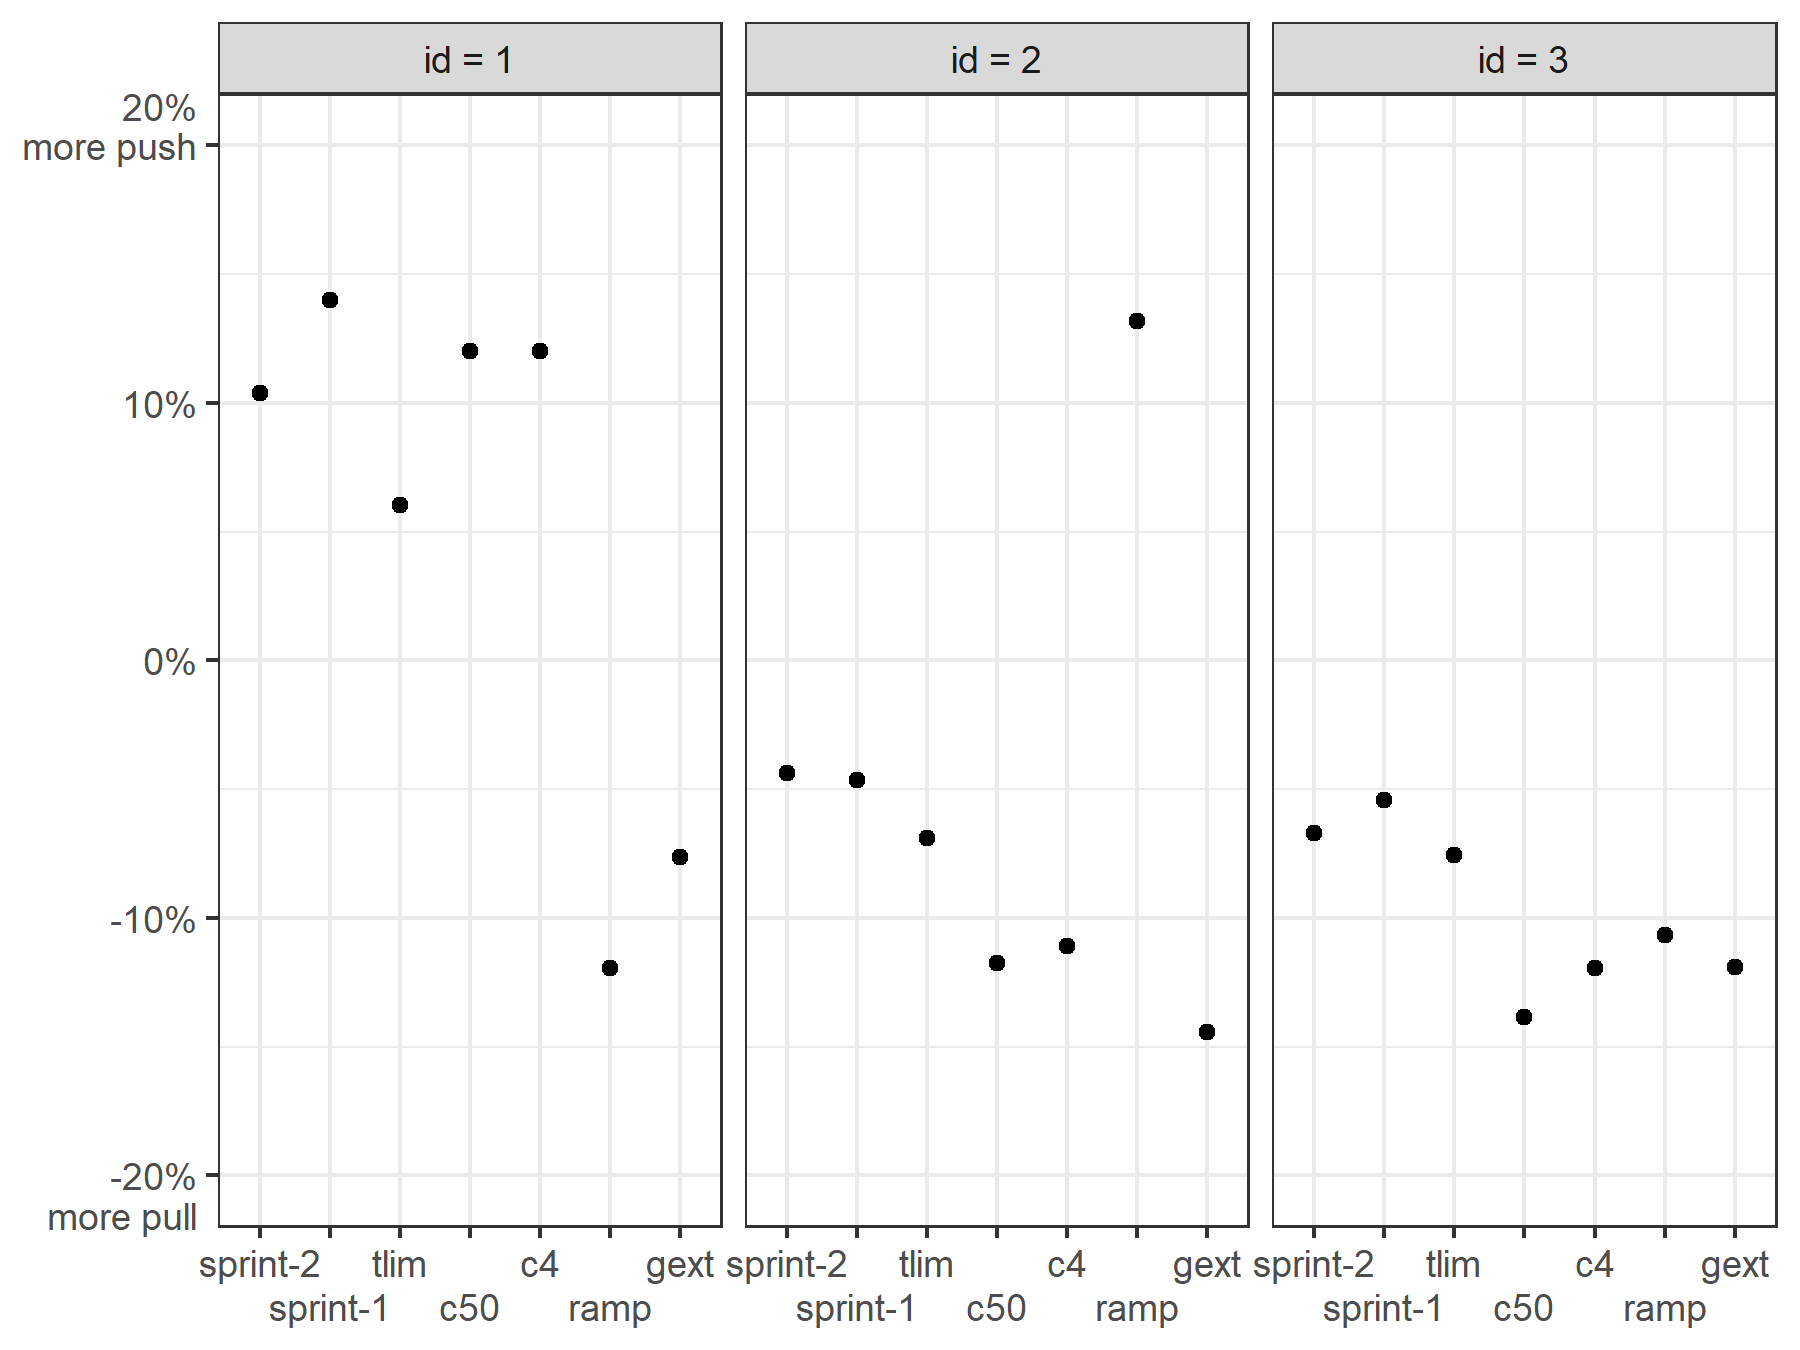 id = 1
id = 2
id = 3
20%
more push
10%
0%
-10%
-20%
more pull
sprint-2 tlim c4 gext sprint-2 tlim c4 gext sprint-2 tlim c4 gext
sprint-1 c50 ramp sprint-1 c50 ramp sprint-1 c50 ramp